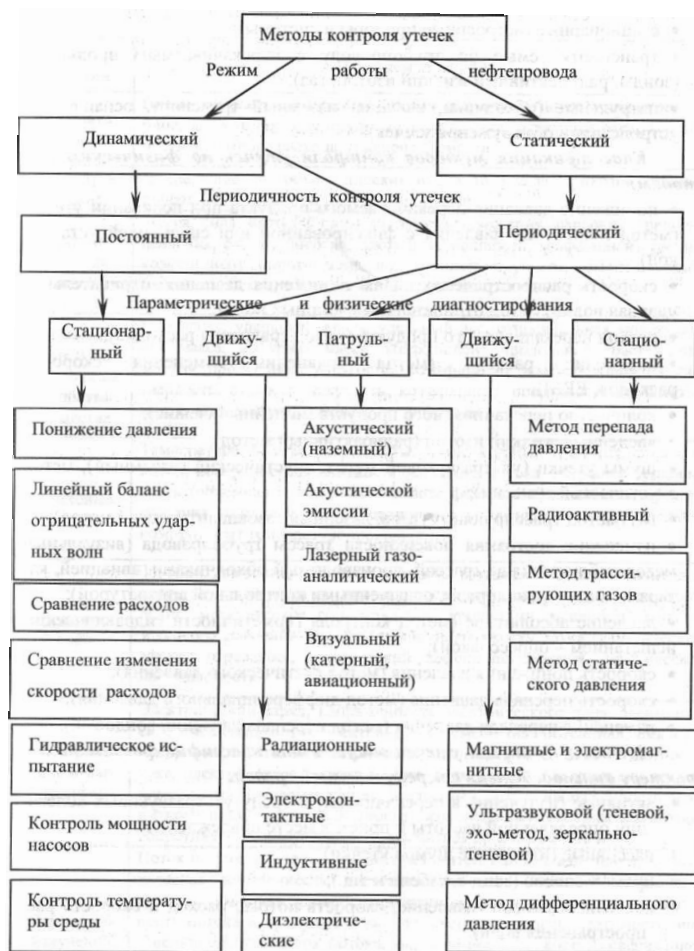 Методы контроля утечек
Режим работы нефтепровода
Динамический
Статический
Периодичность контроля утечек
Постоянный
Периодический
Параметрические и физические диагностирования
Стационар-
ный
Движу-
щийся
Патруль-
ный
Движу-
щийся
Стацио-
нарный
Понижение давления
Линейный баланс
отрицательных удар-
ных волн
Сравнение расходов
Сравнение изменения
скорости расходов
Гидравлическое ис-
пытание
Контроль мощности
насосов
Контроль температу-
ры среды
Акустический
(наземный)
Акустической
эмиссии
Лазерный газо-
аналитический
Визуальный
(катерный,
авиационный)
Радиационные
Электрокон-
тактные
Индуктивные
Диэлектриче-
ские
Метод перепада
давления
Радиоактивный
Метод трасси-
рующих газов
Метод статиче-
ского давления
Магнитные и электромаг-
нитные
Ультразвуковой (теневой,
эхо-метод, зеркально-
теневой)
Метод дифференциального
давления